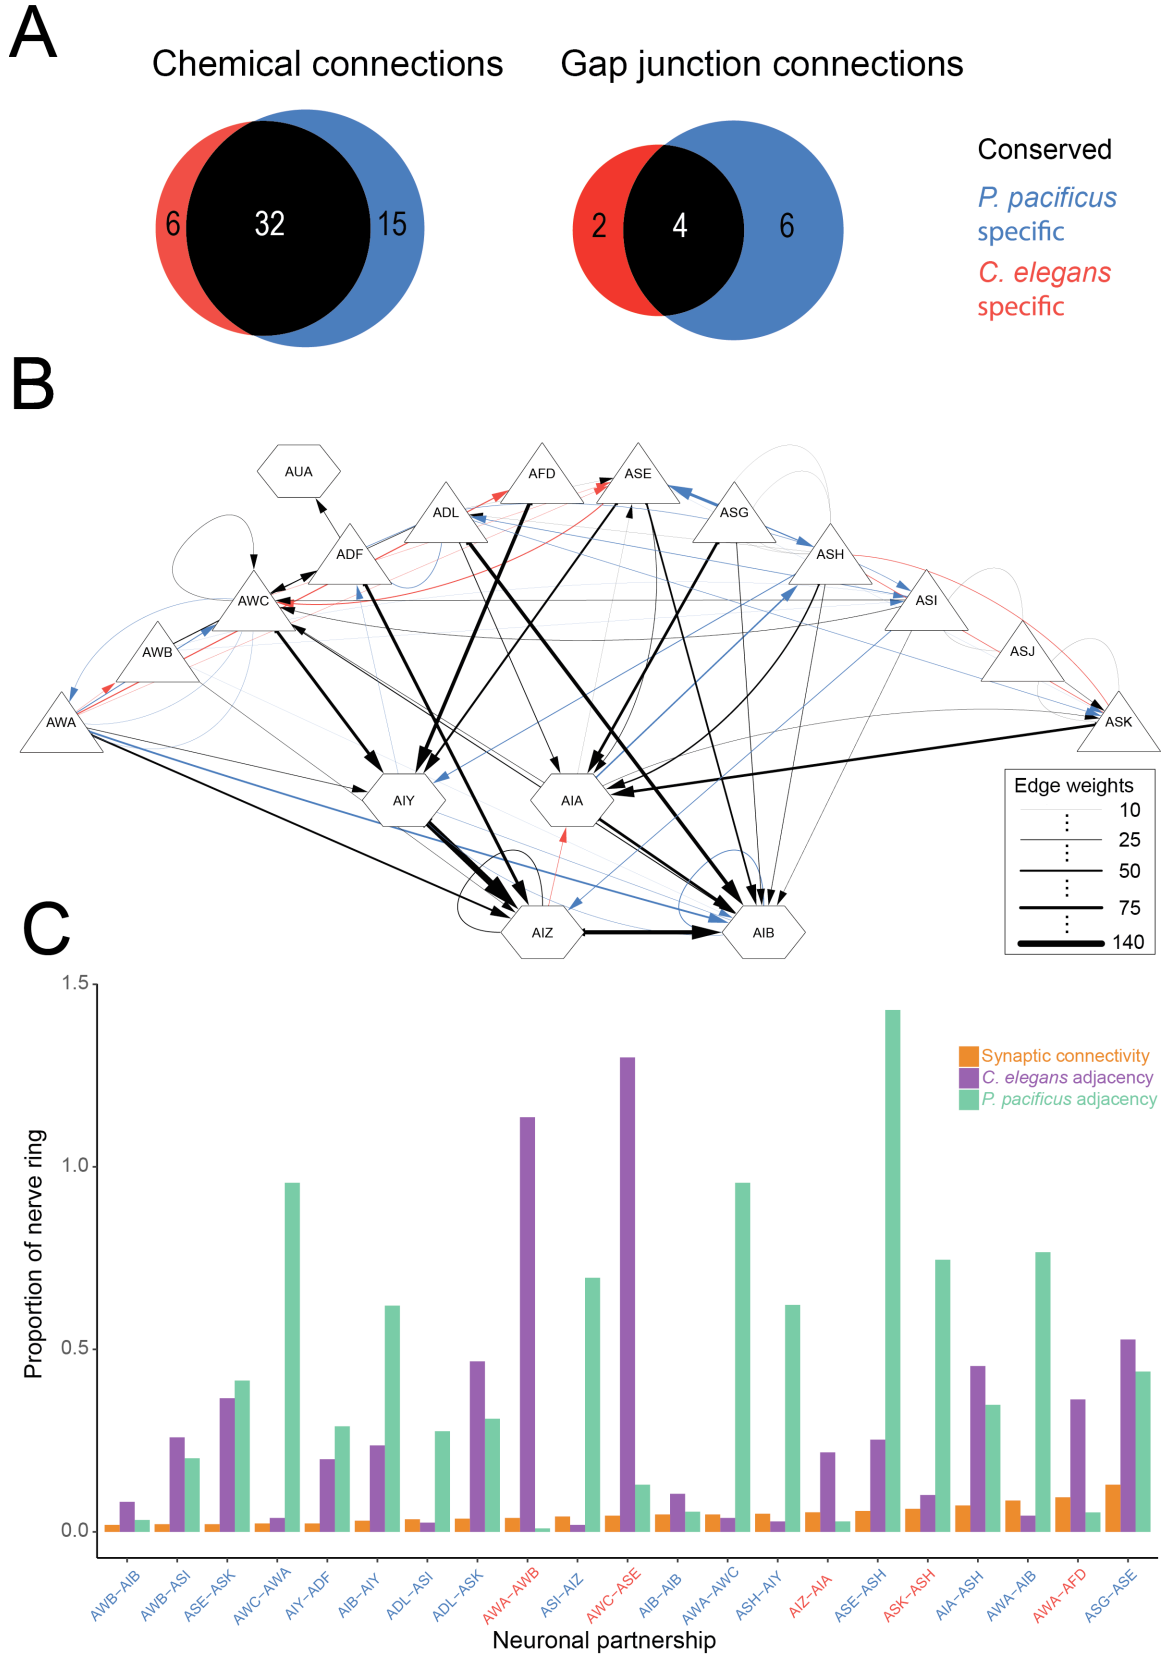 A
Chemical connections
Gap junction connections
6
32
15
2
4
6
Conserved
P. pacificus
specific
C. elegans
specific
B
AUA
AFD
ASE
ADL
ASG
ADF
ASH
AWC
ASI
AWB
ASJ
AWA
ASK
AIY
AIA
AIZ
AIB
Edge weights
10
25
50
75
140
C
1.5
1.0
0.5
0.0
Proportion of nerve ring
Synaptic connectivity
C. elegans adjacency
P. pacificus adjacency
AWB–AIB
AWB–ASI
ASE–ASK
AWC–AWA
AIY–ADF
AIB–AIY
ADL–ASI
ADL–ASK
AWA–AWB
ASI–AIZ
AWC–ASE
AIB–AIB
AWA–AWC
ASH–AIY
AIZ–AIA
ASE–ASH
ASK–ASH
AIA–ASH
AWA–AIB
AWA–AFD
ASG–ASE
Neuronal partnership